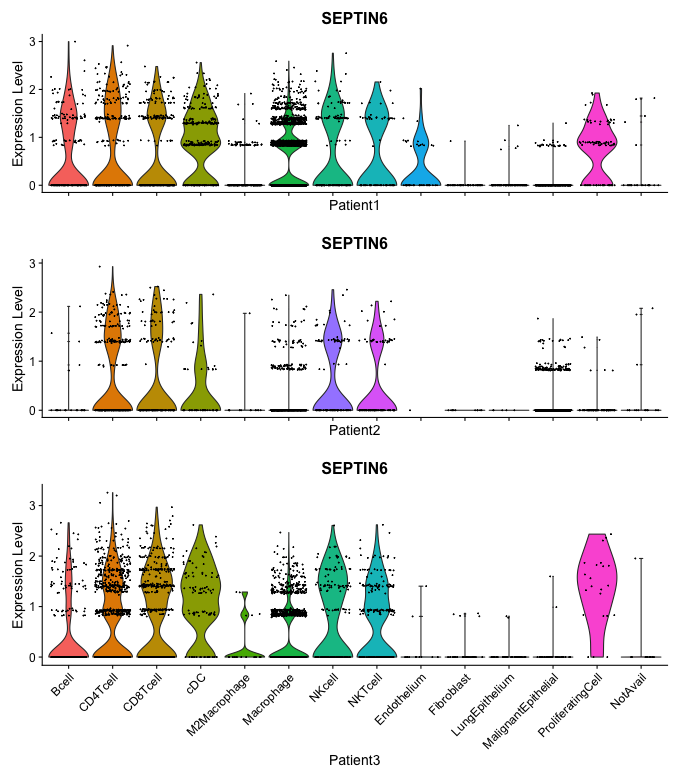 SEPTIN6
Expression Level
3
2
1
0
Patient1
SEPTIN6
Expression Level
3
2
1
0
Patient2
SEPTIN6
Expression Level
3
2
1
0
Bcell
CD4Tcell
CD8Tcell
cDC
M2Macrophage
Macrophage
NKcell
NKTcell
Endothelium
Fibroblast
LungEpithelium
MalignantEpithelial
ProliferatingCell
NotAvail
Patient3